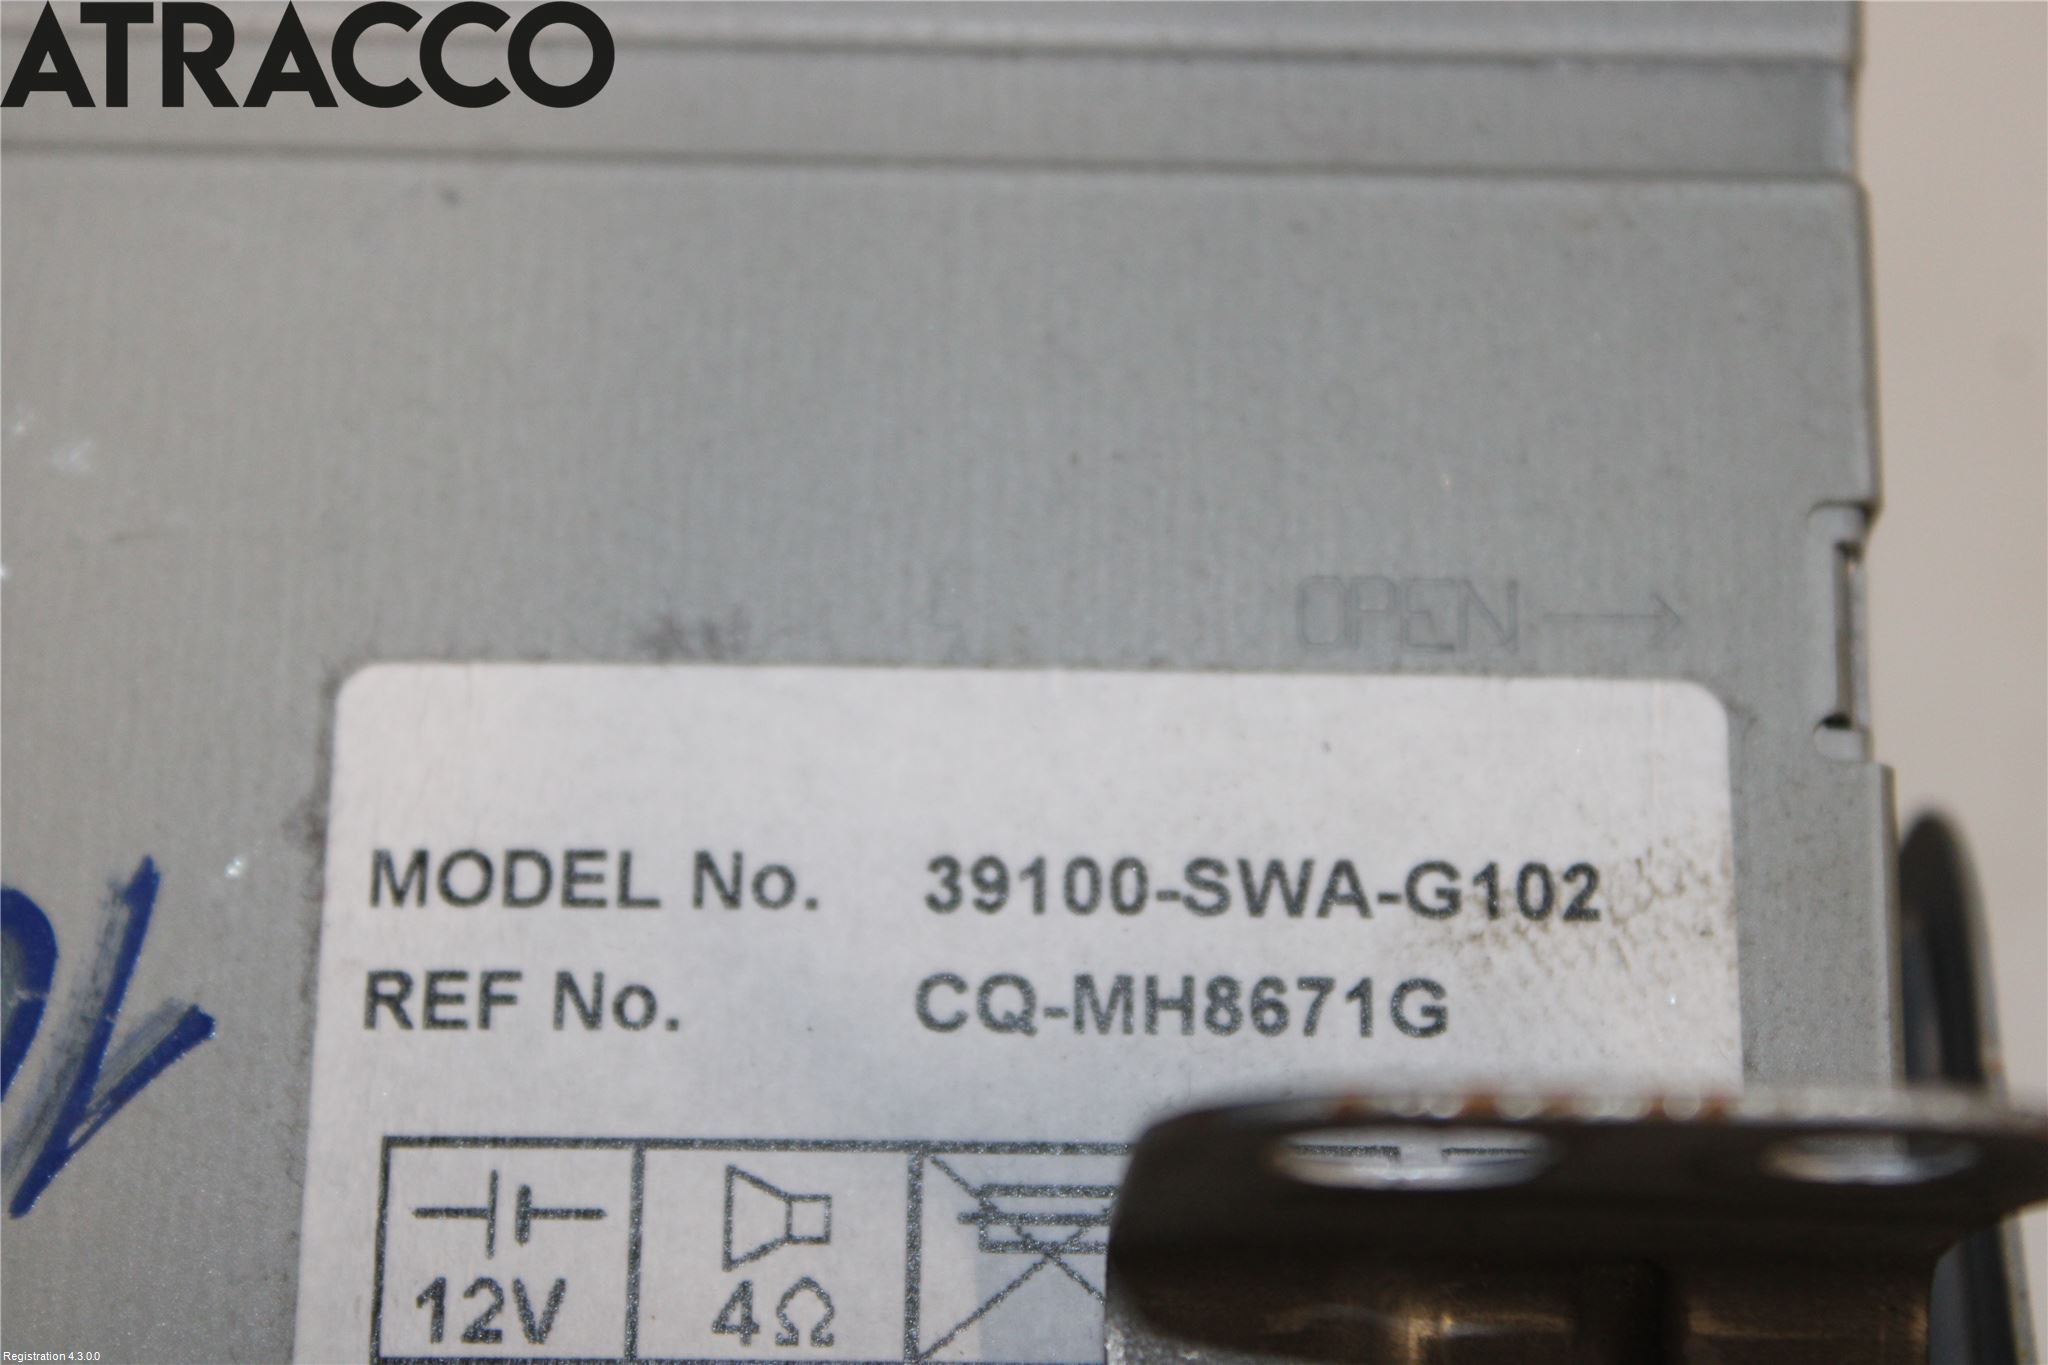 ATRACCO
OPEN →
MODEL No. 39100-SWA-G102
REF No. CQ-MH8671G
12V
4Ω
Registration 4.3.0.0